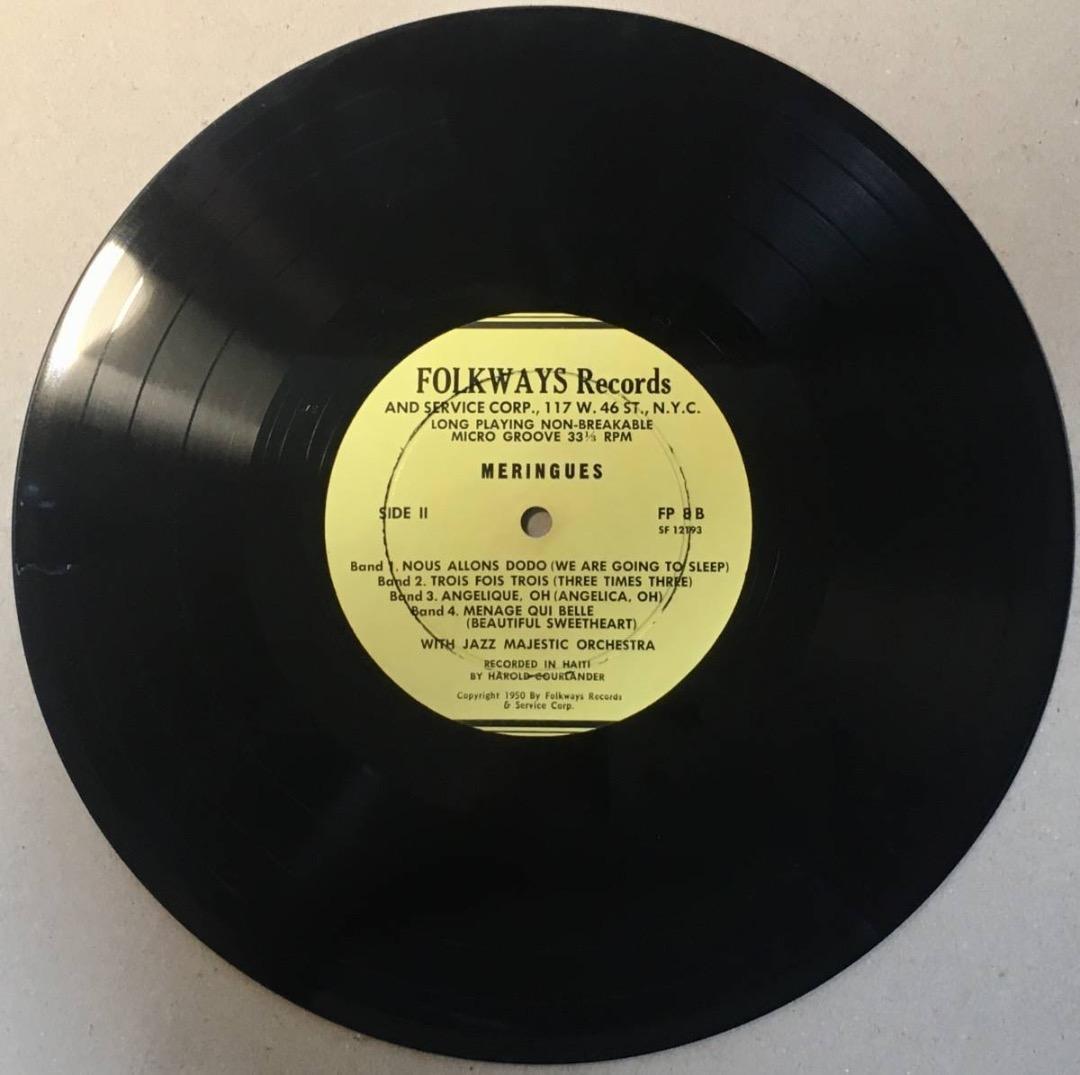 FOLKWAYS Records
AND SERVICE CORP., 117 W. 46 ST., N.Y.C.
LONG PLAYING NON-BREAKABLE
MICRO GROOVE 33⅓ RPM
MERINGUES
SIDE II FP 8 B
SF 12193
Band 1. NOUS ALLONS DODO (WE ARE GOING TO SLEEP)
Band 2. TROIS FOIS TROIS (THREE TIMES THREE)
Band 3. ANGELIQUE, OH (ANGELICA, OH)
Band 4. MENAGE QUI BELLE
(BEAUTIFUL SWEETHEART)
WITH JAZZ MAJESTIC ORCHESTRA
RECORDED IN HAITI
BY HAROLD COURLANDER
Copyright 1950 By Folkways Records
& Service Corp.